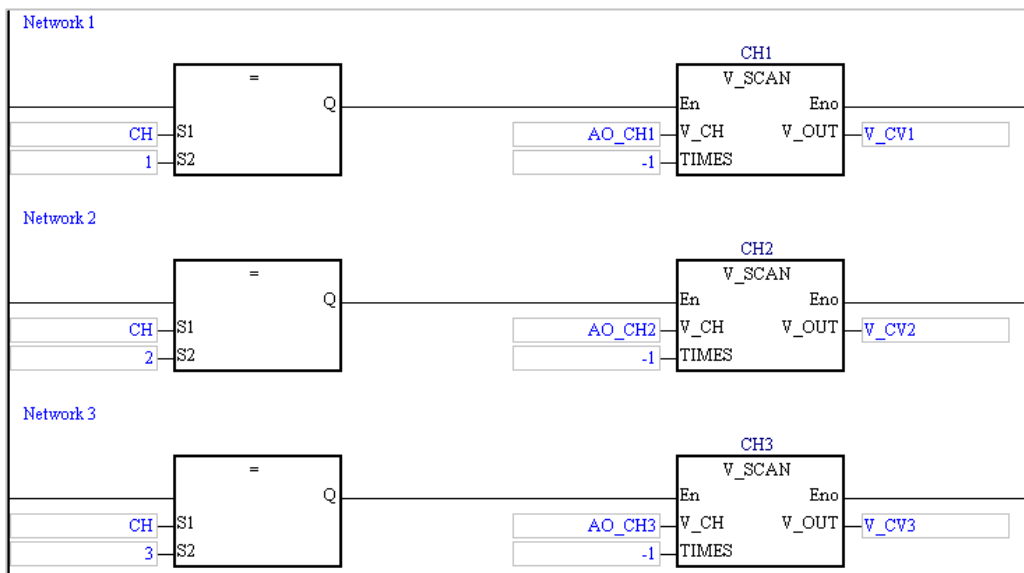 Network 1
CH1
= V_SCAN
Q En Eno
CH S1 AO_CH1 V_CH V_OUT V_CV1
1 S2 -1 TIMES
Network 2
CH2
= V_SCAN
Q En Eno
CH S1 AO_CH2 V_CH V_OUT V_CV2
2 S2 -1 TIMES
Network 3
CH3
= V_SCAN
Q En Eno
CH S1 AO_CH3 V_CH V_OUT V_CV3
3 S2 -1 TIMES